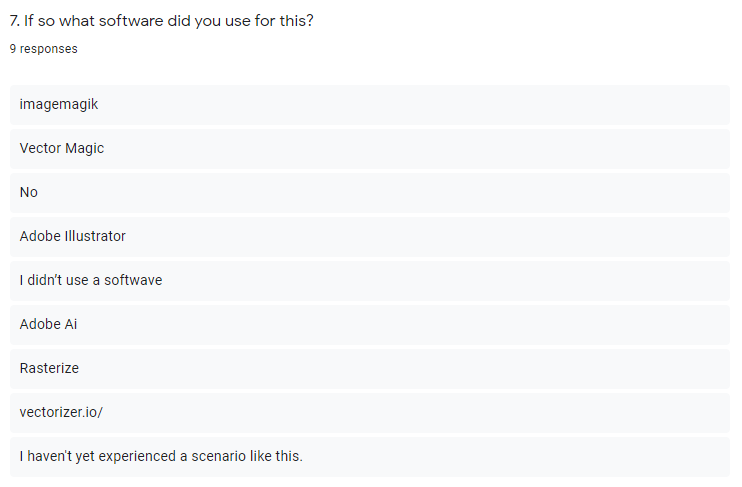 7. If so what software did you use for this?
9 responses
imagemagik
Vector Magic
No
Adobe Illustrator
I didn't use a softwave
Adobe Ai
Rasterize
vectorizer.io/
I haven't yet experienced a scenario like this.